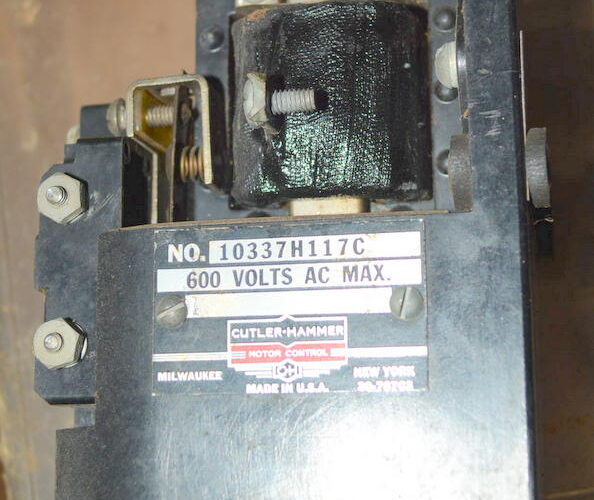 NO. 10337H117C
600 VOLTS AC MAX.
CUTLER-HAMMER
MOTOR CONTROL
C-H
MILWAUKEE
NEW YORK
MADE IN U.S.A.